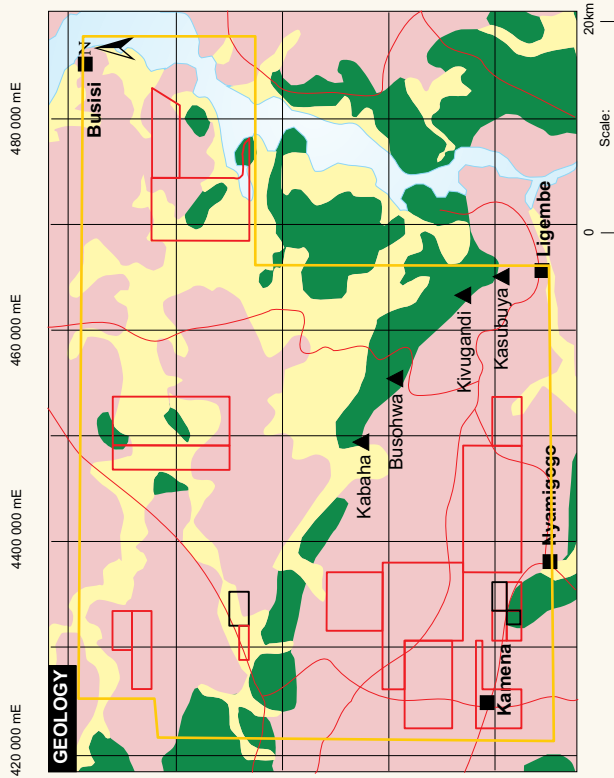 GEOLOGY
420 000 mE
4400 000 mE
460 000 mE
480 000 mE
N
Busisi
Kabaha
Busohwa
Kivugandi
Kasubuya
Ligembe
Nyamigogo
Kamena
Scale:
0
20km